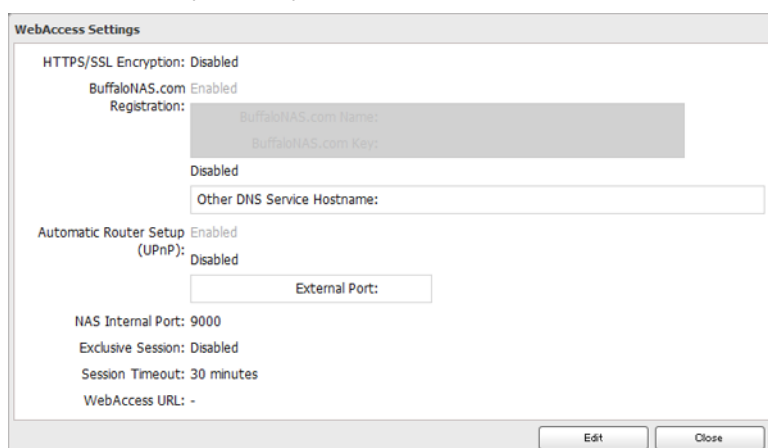 WebAccess Settings
HTTPS/SSL Encryption: Disabled
BuffaloNAS.com Enabled
Registration:
BuffaloNAS.com Name:
BuffaloNAS.com Key:
Disabled
Other DNS Service Hostname:
Automatic Router Setup Enabled
(UPnP):
Disabled
External Port:
NAS Internal Port: 9000
Exclusive Session: Disabled
Session Timeout: 30 minutes
WebAccess URL: -
Edit Close